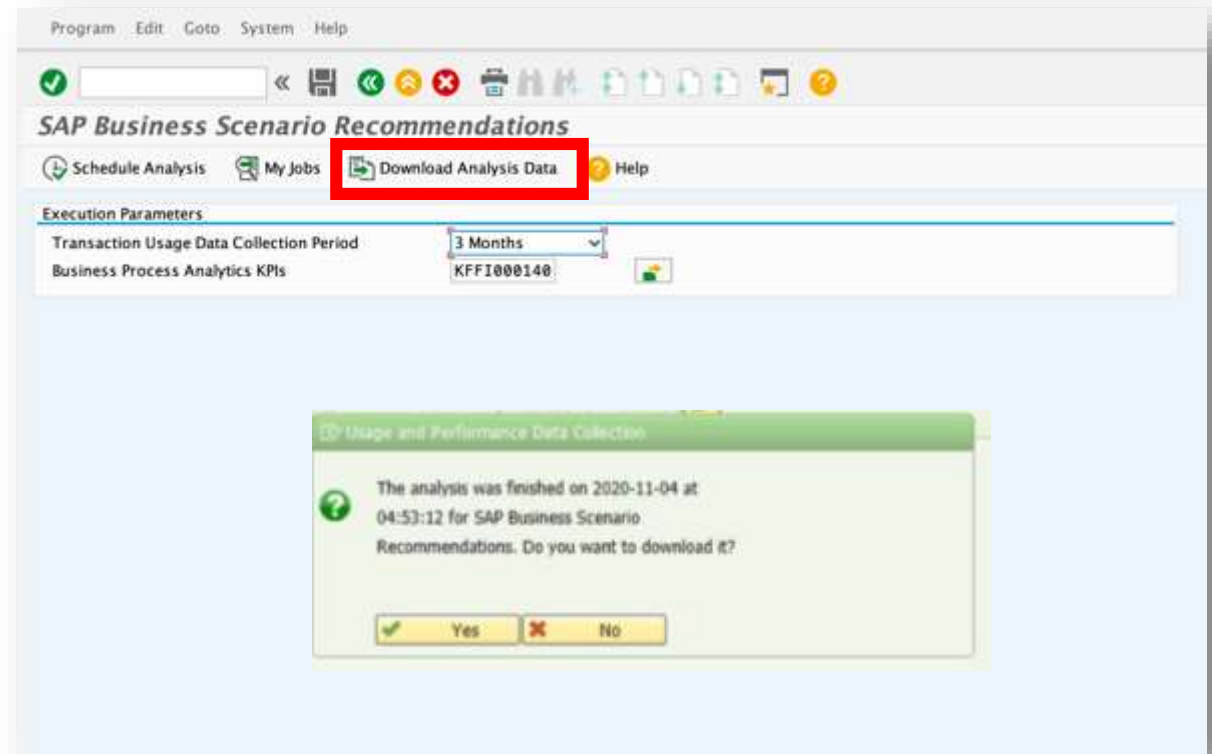 Program Edit Goto System Help
SAP Business Scenario Recommendations
Schedule Analysis My Jobs Download Analysis Data Help
Execution Parameters
Transaction Usage Data Collection Period 3 Months
Business Process Analytics KPIs KFFI000140
Usage and Performance Data Collection
The analysis was finished on 2020-11-04 at
04:53:12 for SAP Business Scenario
Recommendations. Do you want to download it?
Yes No